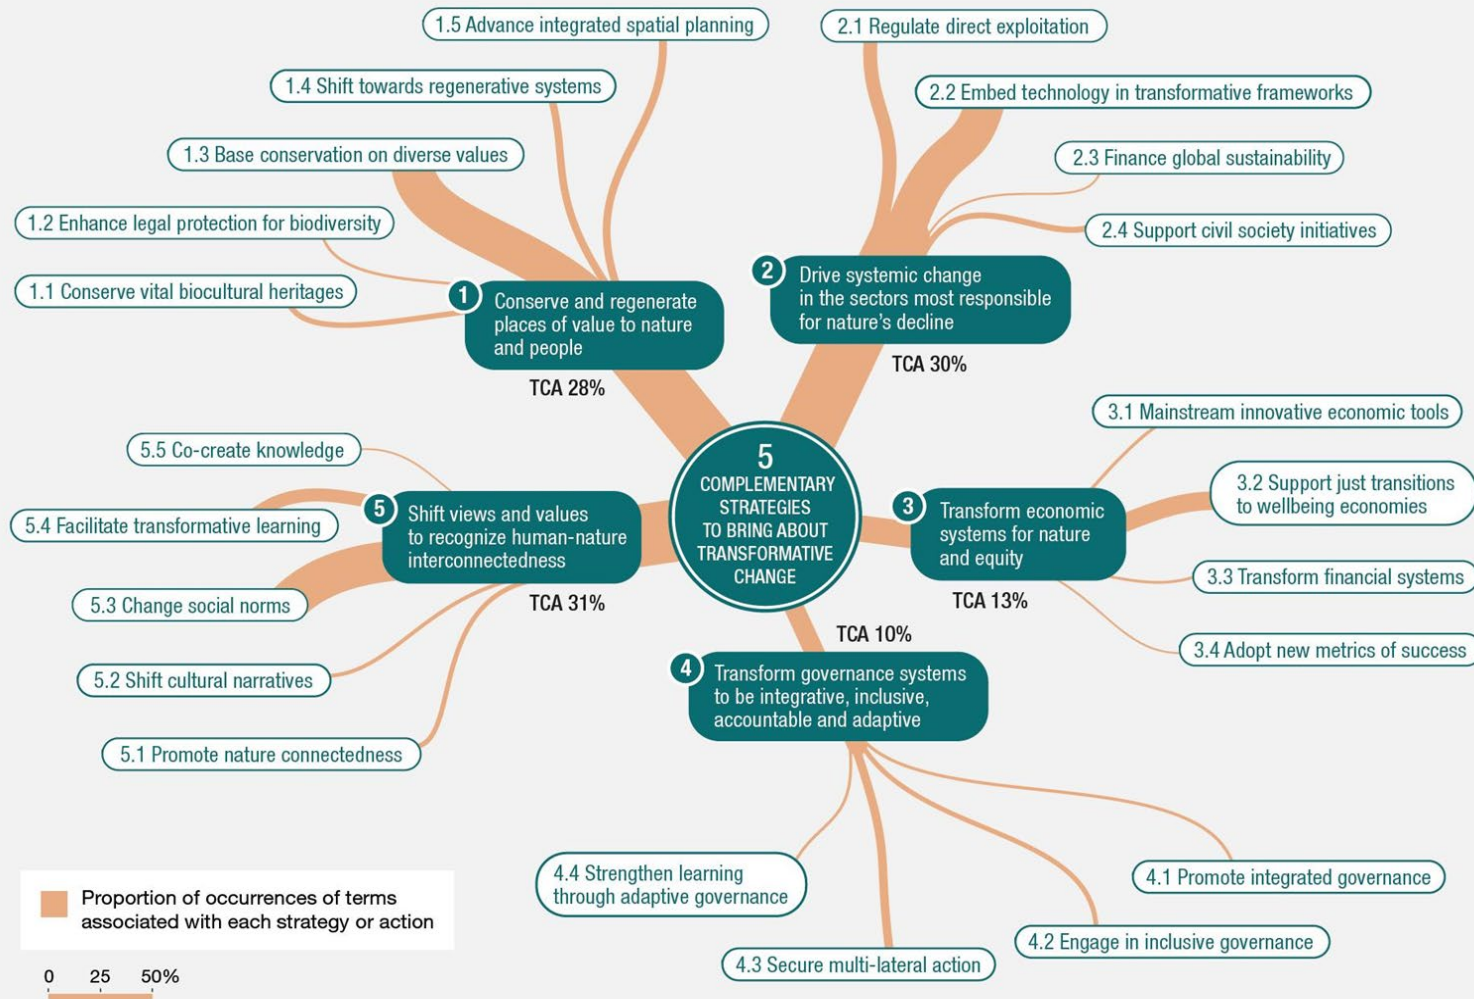 1.5 Advance integrated spatial planning
1.4 Shift towards regenerative systems
1.3 Base conservation on diverse values
1.2 Enhance legal protection for biodiversity
1.1 Conserve vital biocultural heritages
1
Conserve and regenerate
places of value to nature
and people
TCA 28%
2.1 Regulate direct exploitation
2.2 Embed technology in transformative frameworks
2.3 Finance global sustainability
2.4 Support civil society initiatives
2
Drive systemic change
in the sectors most responsible
for nature's decline
TCA 30%
5
COMPLEMENTARY
STRATEGIES
TO BRING ABOUT
TRANSFORMATIVE
CHANGE
3.1 Mainstream innovative economic tools
3.2 Support just transitions
to wellbeing economies
3.3 Transform financial systems
3.4 Adopt new metrics of success
3
Transform economic
systems for nature
and equity
TCA 13%
5.5 Co-create knowledge
5.4 Facilitate transformative learning
5.3 Change social norms
5.2 Shift cultural narratives
5.1 Promote nature connectedness
5
Shift views and values
to recognize human-nature
interconnectedness
TCA 31%
TCA 10%
4
Transform governance systems
to be integrative, inclusive,
accountable and adaptive
4.4 Strengthen learning
through adaptive governance
4.3 Secure multi-lateral action
4.2 Engage in inclusive governance
4.1 Promote integrated governance
Proportion of occurrences of terms
associated with each strategy or action
0 25 50%